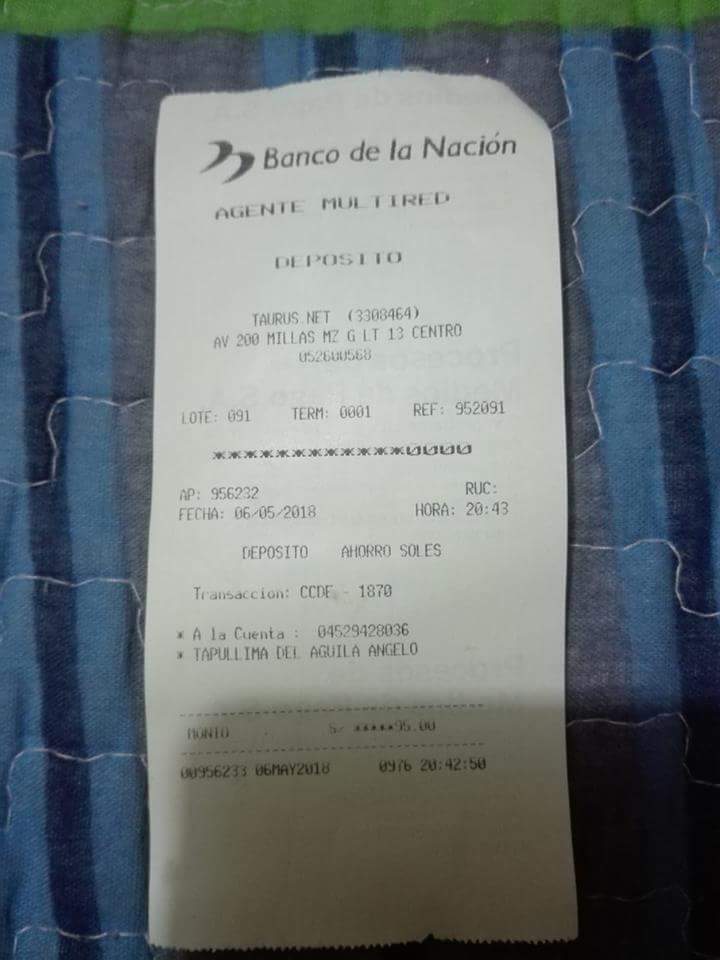 Banco de la Nación
AGENTE MULTIRED
DEPOSITO
TAURUS.NET (3308464)
AV 200 MILLAS MZ G LT 13 CENTRO
052600568
LOTE: 091 TERM: 0001 REF: 952091
************0000
AP: 956232 RUC:
FECHA: 06/05/2018 HORA: 20:43
DEPOSITO AHORRO SOLES
Transaccion: CCDE - 1870
* A la Cuenta : 04529428036
* TAPULLIMA DEL AGUILA ANGELO
MONTO S/ *****95.00
00956233 06MAY2018 0976 20:42:50